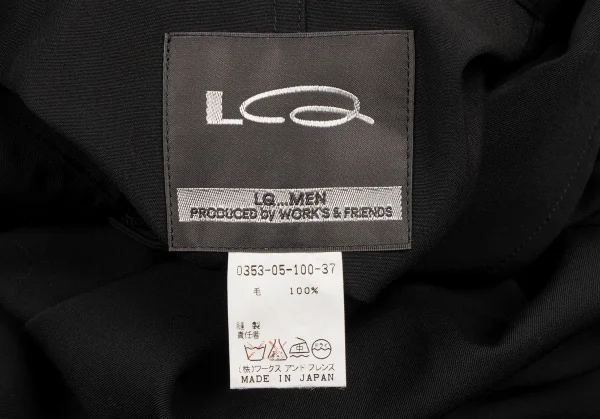 LQ
LQ...MEN
PRODUCED by WORK'S & FRIENDS
0353-05-100-37
毛 100%
縫製
責任者
(株)ワークス アンド フレンズ
MADE IN JAPAN